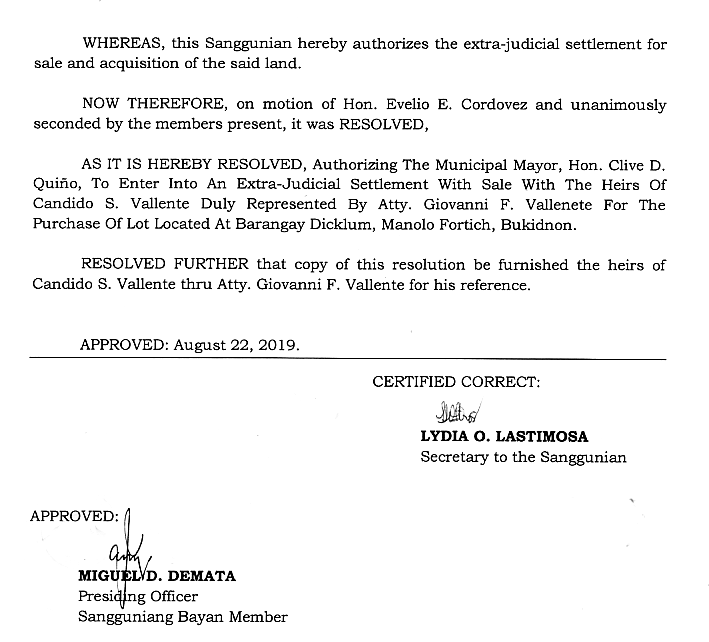 WHEREAS, this Sanggunian hereby authorizes the extra-judicial settlement for
sale and acquisition of the said land.
NOW THEREFORE, on motion of Hon. Evelio E. Cordovez and unanimously
seconded by the members present, it was RESOLVED,
AS IT IS HEREBY RESOLVED, Authorizing The Municipal Mayor, Hon. Clive D.
Quiño, To Enter Into An Extra-Judicial Settlement With Sale With The Heirs Of
Candido S. Vallente Duly Represented By Atty. Giovanni F. Vallenete For The
Purchase Of Lot Located At Barangay Dicklum, Manolo Fortich, Bukidnon.
RESOLVED FURTHER that copy of this resolution be furnished the heirs of
Candido S. Vallente thru Atty. Giovanni F. Vallente for his reference.
APPROVED: August 22, 2019.
CERTIFIED CORRECT:
LYDIA O. LASTIMOSA
Secretary to the Sanggunian
APPROVED:
MIGUEL D. DEMATA
Presiding Officer
Sangguniang Bayan Member